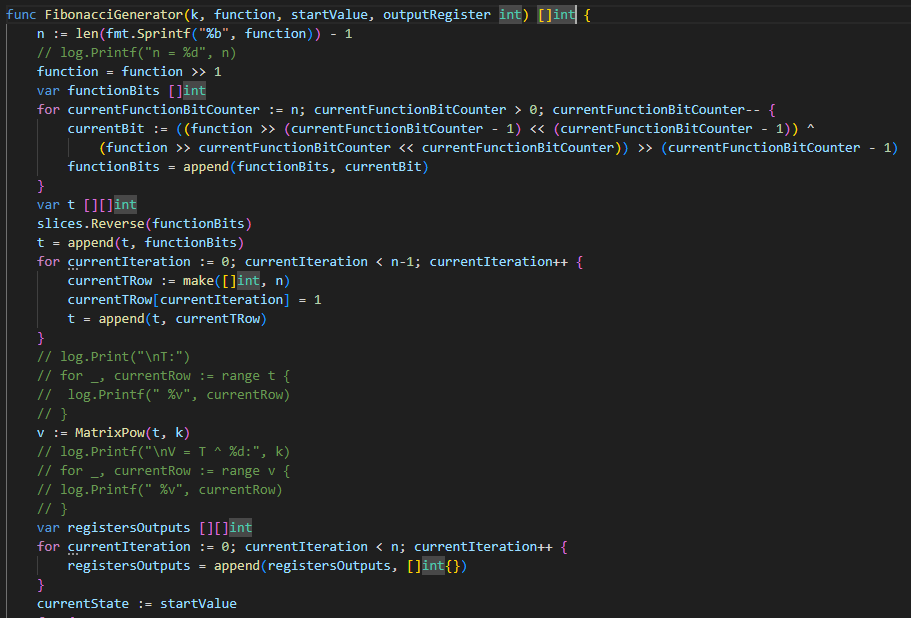 func FibonacciGenerator(k, function, startValue, outputRegister int) []int {
n := len(fmt.Sprintf("%b", function)) - 1
// log.Printf("n = %d", n)
function = function >> 1
var functionBits []int
for currentFunctionBitCounter := n; currentFunctionBitCounter > 0; currentFunctionBitCounter-- {
currentBit := ((function >> (currentFunctionBitCounter - 1) << (currentFunctionBitCounter - 1)) ^
(function >> currentFunctionBitCounter << currentFunctionBitCounter)) >> (currentFunctionBitCounter - 1)
functionBits = append(functionBits, currentBit)
}
var t [][]int
slices.Reverse(functionBits)
t = append(t, functionBits)
for currentIteration := 0; currentIteration < n-1; currentIteration++ {
currentTRow := make([]int, n)
currentTRow[currentIteration] = 1
t = append(t, currentTRow)
}
// log.Print("\nT:")
// for _, currentRow := range t {
//  log.Printf(" %v", currentRow)
// }
v := MatrixPow(t, k)
// log.Printf("\nV = T ^ %d:", k)
// for _, currentRow := range v {
// log.Printf(" %v", currentRow)
// }
var registersOutputs [][]int
for currentIteration := 0; currentIteration < n; currentIteration++ {
registersOutputs = append(registersOutputs, []int{})
}
currentState := startValue